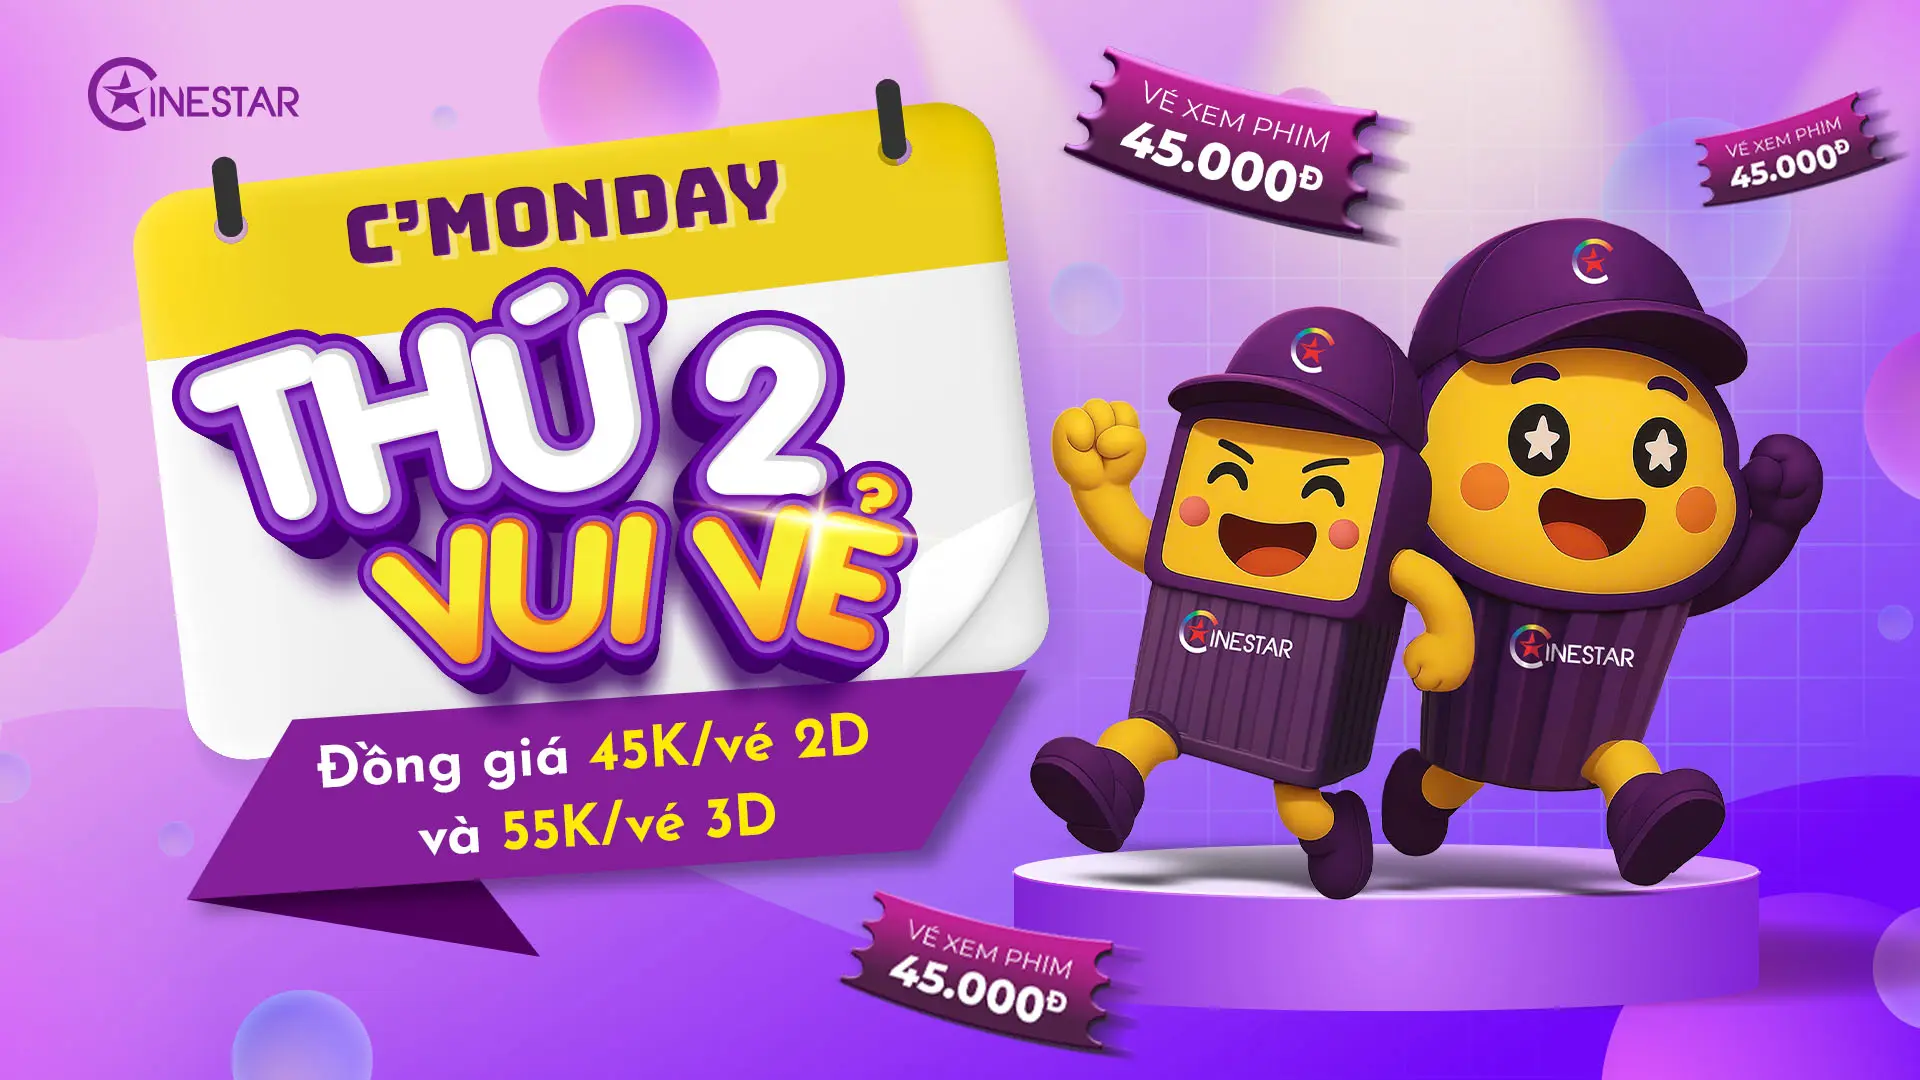 CINESTAR
C'MONDAY
THỨ 2
VUI VẺ
Đồng giá 45K/vé 2D
và 55K/vé 3D
VÉ XEM PHIM
45.000Đ
VÉ XEM PHIM
45.000Đ
CINESTAR
CINESTAR
VÉ XEM PHIM
45.000Đ